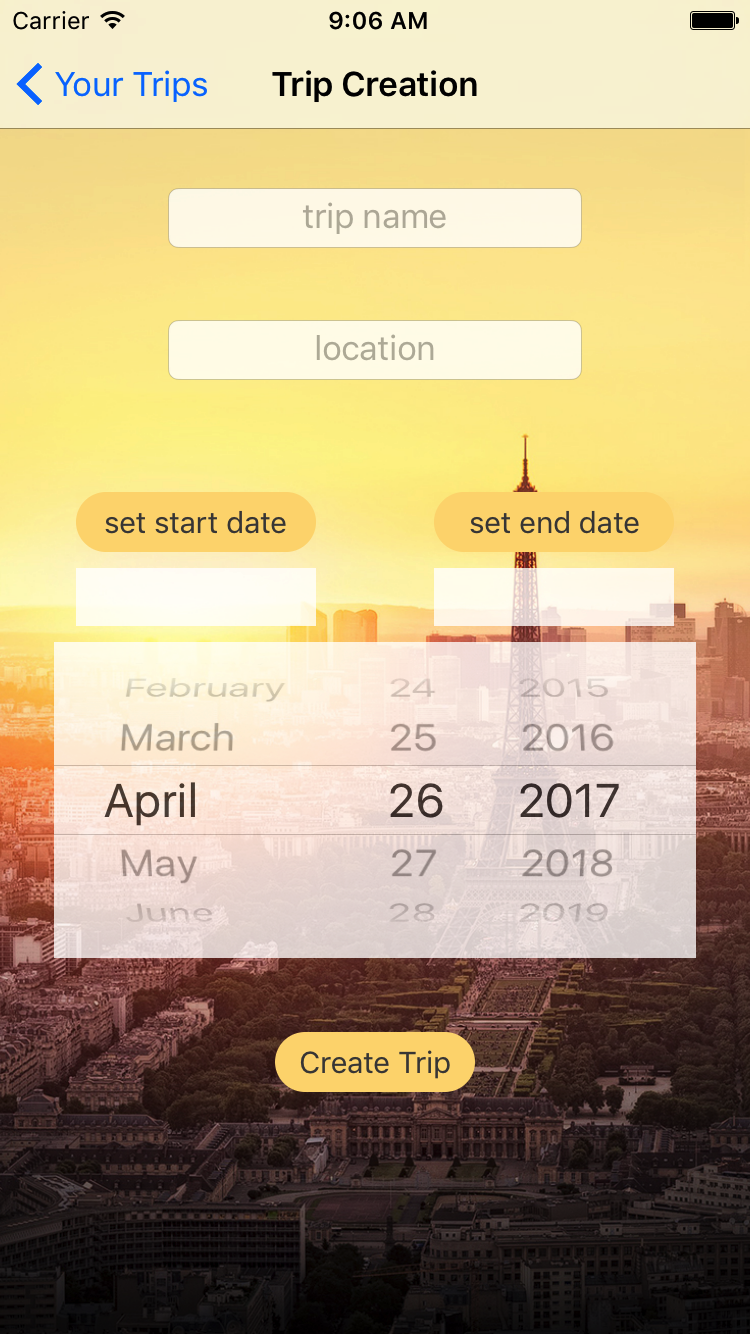 Carrier 9:06 AM
Your Trips Trip Creation
trip name
location
set start date set end date
February 24 2015
March 25 2016
April 26 2017
May 27 2018
June 28 2019
Create Trip